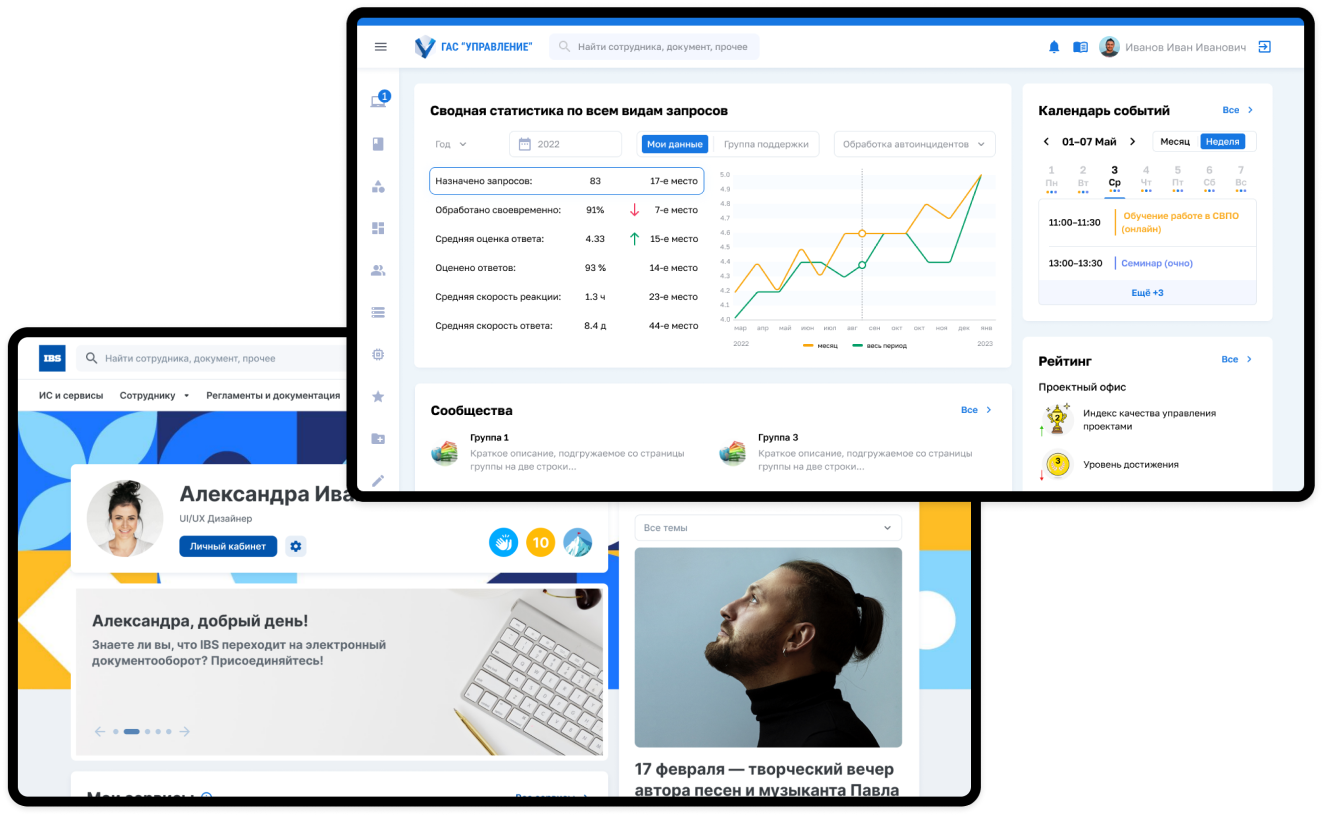 ГАС "УПРАВЛЕНИЕ"
Найти сотрудника, документ, прочее
Иванов Иван Иванович
1
Сводная статистика по всем видам запросов
Год
2022
Мои данные
Группа поддержки
Обработка автоинцидентов
Назначено запросов: 83 17-е место
Обработано своевременно: 91% 7-е место
Средняя оценка ответа: 4.33 15-е место
Оценено ответов: 93 % 14-е место
Средняя скорость реакции: 1.3 ч 23-е место
Средняя скорость ответа: 8.4 д 44-е место
5.0
4.9
4.8
4.7
4.6
4.5
4.4
4.3
4.2
4.1
4.0
мар апр май июн июл авг сен окт окт ноя дек янв
2022 2023
месяц весь период
Календарь событий
Все
01–07 Май
Месяц Неделя
1 2 3 4 5 6 7
Пн Вт Ср Чт Пт Сб Вс
11:00–11:30
Обучение работе в СВПО
(онлайн)
13:00–13:30 Семинар (очно)
Ещё +3
Рейтинг
Все
Проектный офис
2
Индекс качества управления
проектами
3
Уровень достижения
Сообщества
Все
Группа 1
Краткое описание, подгружаемое со страницы
группы на две строки...
Группа 3
Краткое описание, подгружаемое со страницы
группы на две строки...
IBS
Найти сотрудника, документ, прочее
ИС и сервисы Сотруднику Регламенты и документация
Александра Ива
UI/UX Дизайнер
Личный кабинет
10
Александра, добрый день!
Знаете ли вы, что IBS переходит на электронный
документооборот? Присоединяйтесь!
Мои сервисы
Все сервисы
Все темы
17 февраля — творческий вечер
автора песен и музыканта Павла